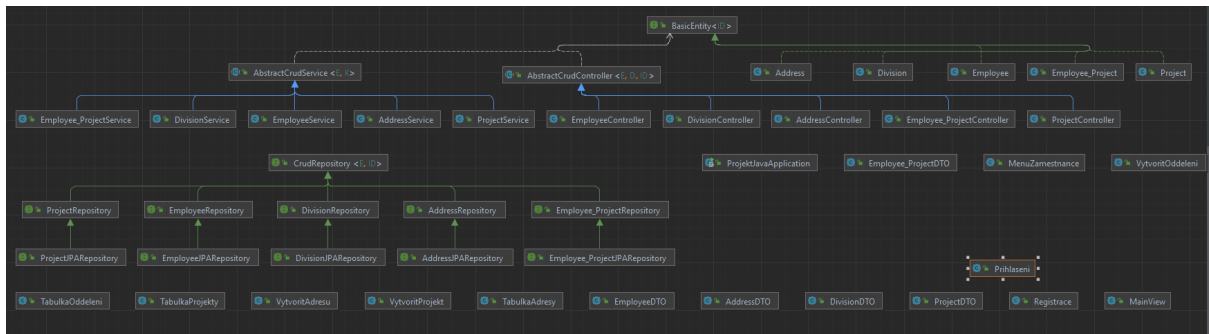 BasicEntity<ID>
AbstractCrudService <E, K>
AbstractCrudController <E, D, ID>
Address
Division
Employee
Employee_Project
Project
Employee_ProjectService
DivisionService
EmployeeService
AddressService
ProjectService
EmployeeController
DivisionController
AddressController
Employee_ProjectController
ProjectController
CrudRepository <E, ID>
ProjektJavaApplication
Employee_ProjectDTO
MenuZamestnance
VytvoritOddeleni
ProjectRepository
EmployeeRepository
DivisionRepository
AddressRepository
Employee_ProjectRepository
ProjectJPARepository
EmployeeJPARepository
DivisionJPARepository
AddressJPARepository
Employee_ProjectJPARepository
Prihlaseni
TabulkaOddeleni
TabulkaProjekty
VytvoritAdresu
VytvoritProjekt
TabulkaAdresy
EmployeeDTO
AddressDTO
DivisionDTO
ProjectDTO
Registrace
MainView